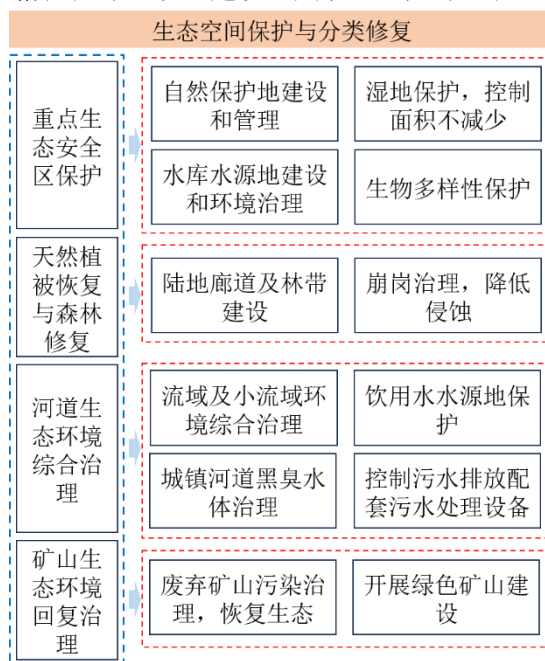 生态空间保护与分类修复
重点生
态安全
区保护
自然保护地建设
和管理
湿地保护，控制
面积不减少
水库水源地建设
和环境治理
生物多样性保护
天然植
被恢复
与森林
修复
陆地廊道及林带
建设
崩岗治理，降低
侵蚀
河道生
态环境
综合治
理
流域及小流域环
境综合治理
饮用水水源地保
护
城镇河道黑臭水
体治理
控制污水排放配
套污水处理设备
矿山生
态环境
回复治
理
废弃矿山污染治
理，恢复生态
开展绿色矿山建
设